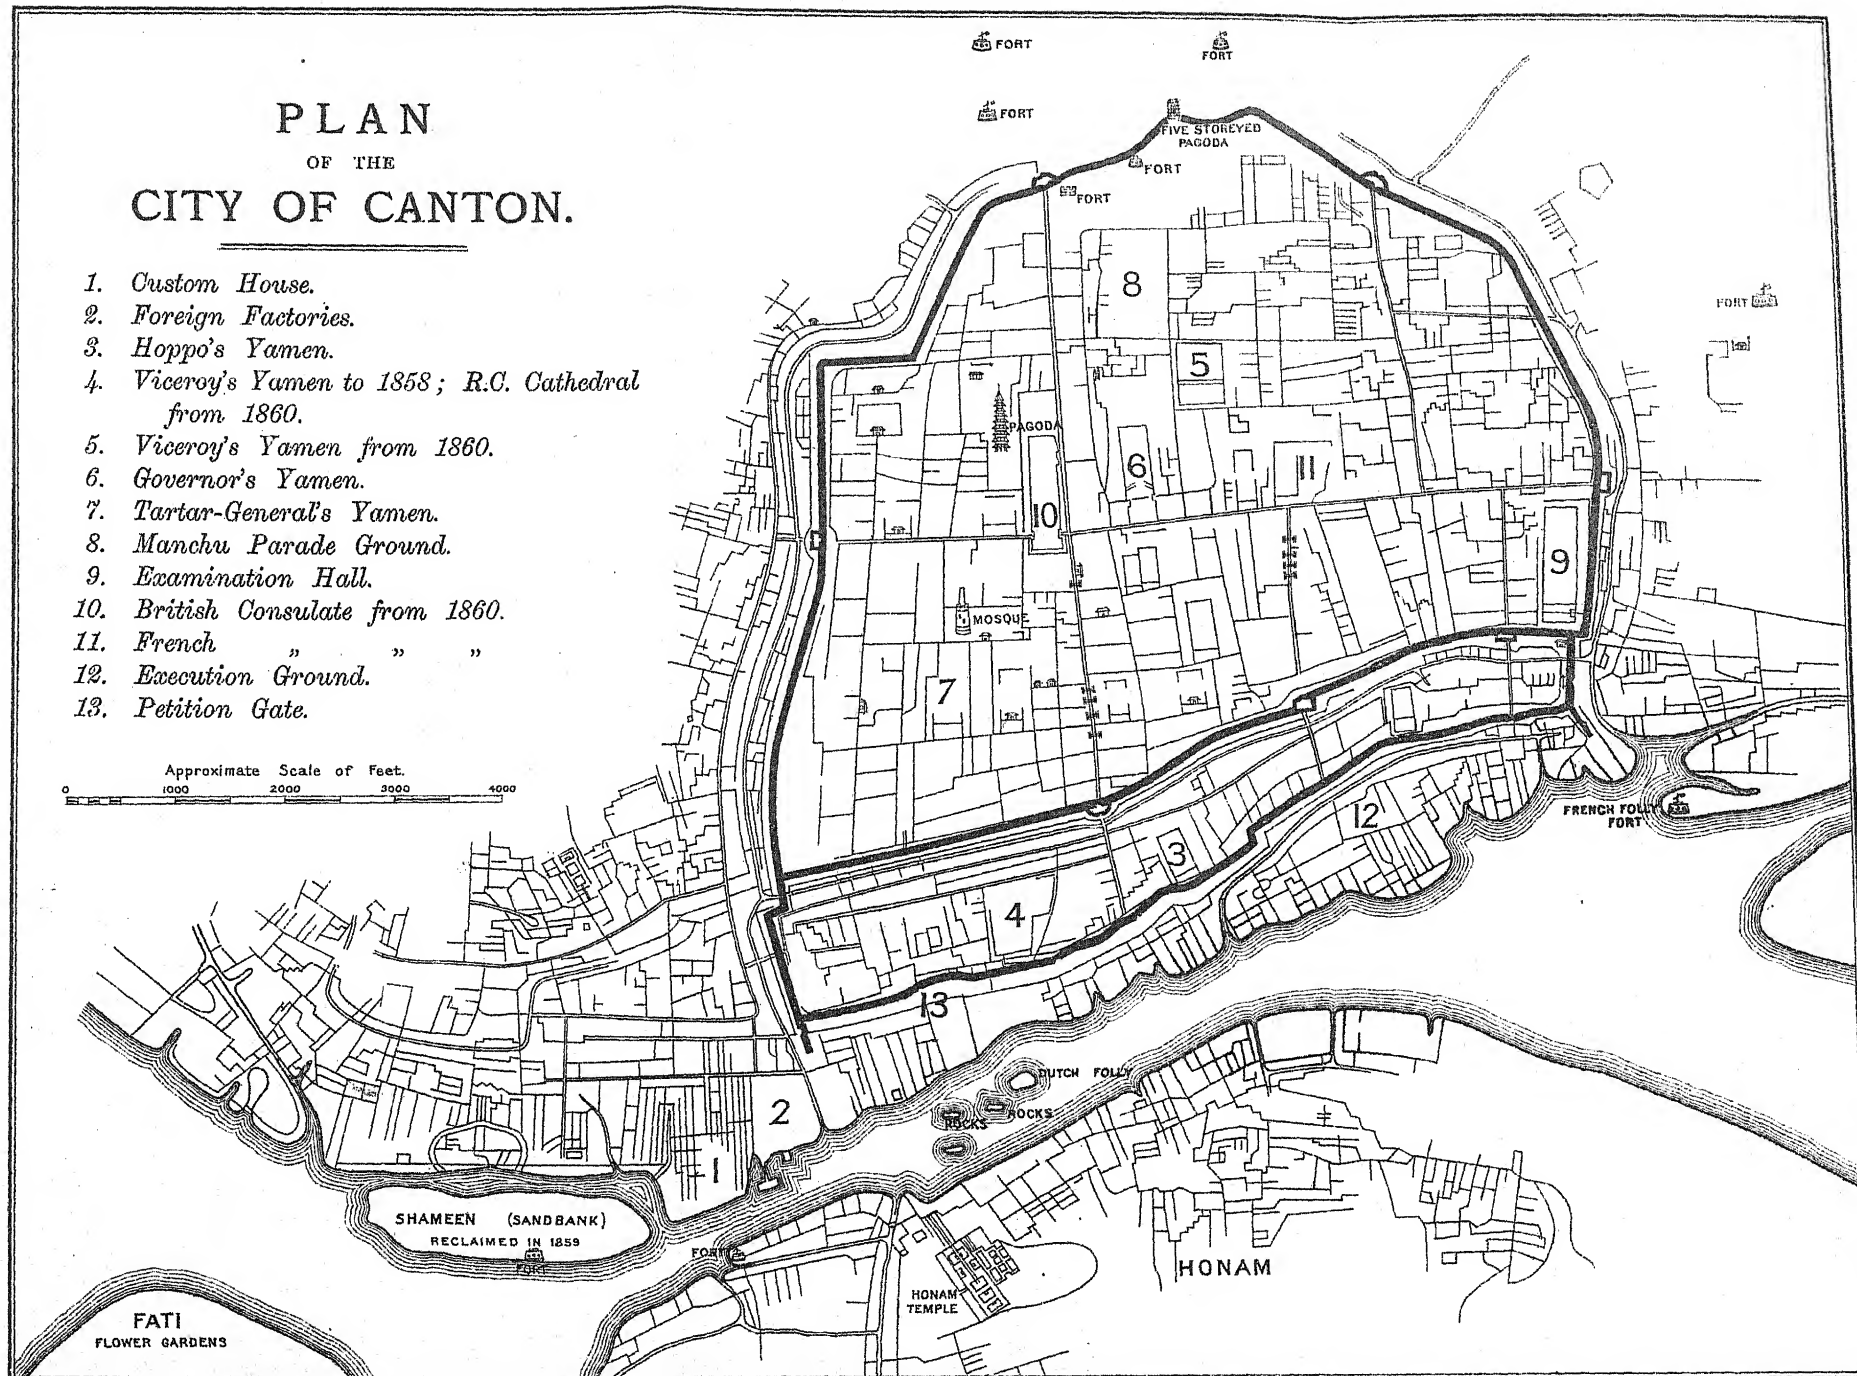 PLAN
OF THE
CITY OF CANTON.
1. Custom House.
2. Foreign Factories.
3. Hoppo's Yamen.
4. Viceroy's Yamen to 1858; R.C. Cathedral
from 1860.
5. Viceroy's Yamen from 1860.
6. Governor's Yamen.
7. Tartar-General's Yamen.
8. Manchu Parade Ground.
9. Examination Hall.
10. British Consulate from 1860.
11. French „ „ „
12. Execution Ground.
13. Petition Gate.
Approximate Scale of Feet.
0 1000 2000 3000 4000
FORT
FORT
FORT
FIVE STOREYED
PAGODA
FORT
FORT
8
FORT
5
PAGODA
6
11
10
9
MOSQUE
7
FRENCH FOLLY
FORT
12
3
4
13
DUTCH FOLLY
ROCKS
ROCKS
2
1
SHAMEEN (SANDBANK)
RECLAIMED IN 1859
FORT
FORT
HONAM
HONAM
TEMPLE
FATI
FLOWER GARDENS